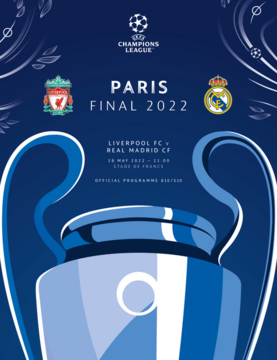 UEFA
CHAMPIONS
LEAGUE
PARIS
FINAL 2022
LIVERPOOL FC v
REAL MADRID CF
28 MAY 2022 – 21:00
STADE DE FRANCE
OFFICIAL PROGRAMME €10/£10